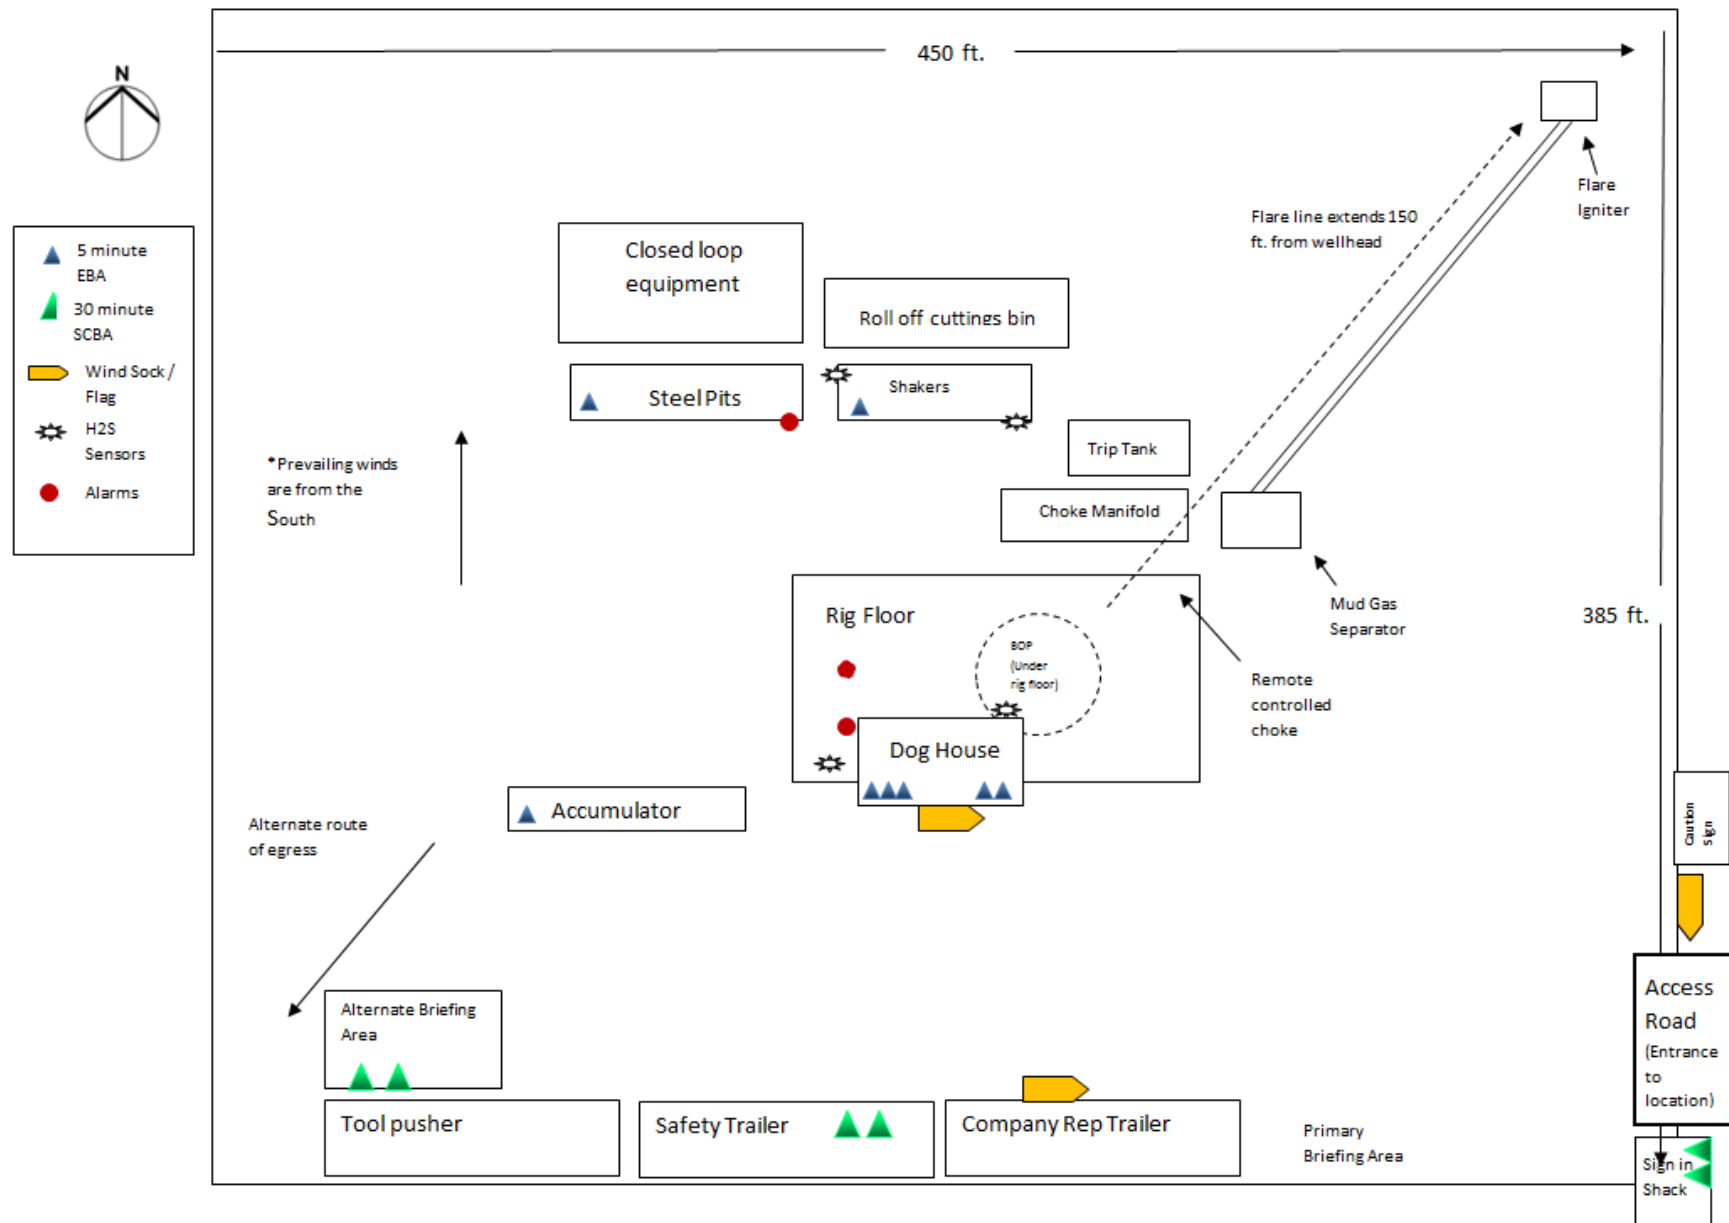 450 ft.
N
Flare
Igniter
5 minute
EBA
30 minute
SCBA
Wind Sock /
Flag
H2S
Sensors
Alarms
Flare line extends 150
ft. from wellhead
Closed loop
equipment
Roll off cuttings bin
Steel Pits
Shakers
Trip Tank
Choke Manifold
*Prevailing winds
are from the
South
Mud Gas
Separator
385 ft.
Rig Floor
BOP
(Under
rig floor)
Remote
controlled
choke
Dog House
Accumulator
Caution
Sign
Alternate route
of egress
Access
Road
(Entrance
to
location)
Alternate Briefing
Area
Tool pusher
Safety Trailer
Company Rep Trailer
Primary
Briefing Area
Sign in
Shack